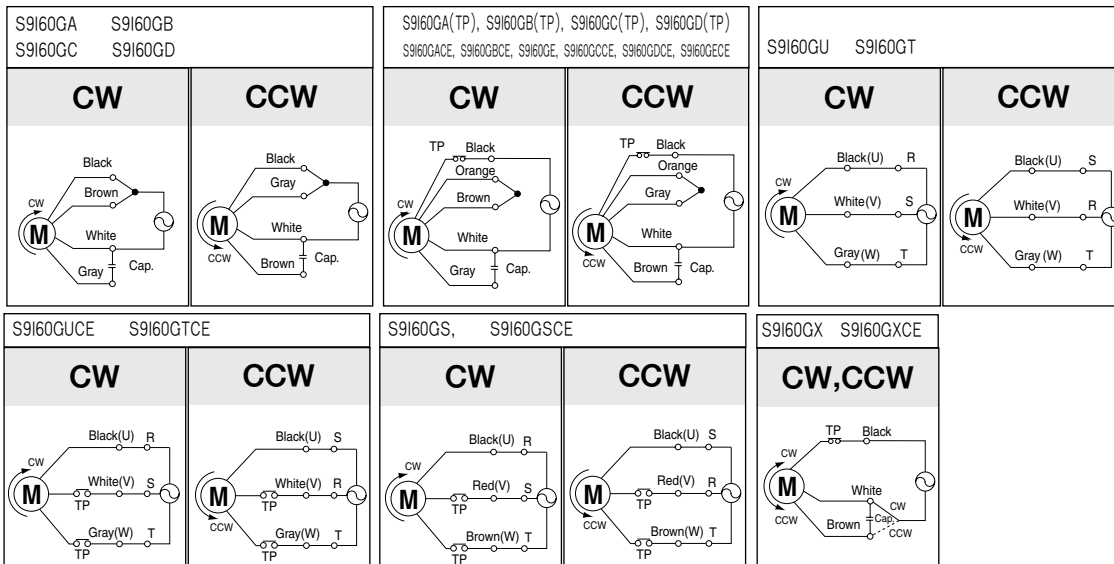 S9I60GA S9I60GB
S9I60GC S9I60GD
CW CCW
Black
Brown
CW
M
White
Gray Cap.
Black
Gray
M
White
CCW
Brown Cap.
S9I60GA(TP), S9I60GB(TP), S9I60GC(TP), S9I60GD(TP)
S9I60GACE, S9I60GBCE, S9I60GE, S9I60GCCE, S9I60GDCE, S9I60GECE
CW CCW
TP Black
Orange
Brown
CW
M
White
Gray Cap.
TP Black
Orange
Gray
M
White
CCW
Brown Cap.
S9I60GU S9I60GT
CW CCW
Black(U) R
CW
M
White(V) S
Gray(W) T
Black(U) S
M
White(V) R
CCW
Gray(W) T
S9I60GUCE S9I60GTCE
CW CCW
Black(U) R
CW
M
White(V) S
TP
Gray(W) T
TP
Black(U) S
M
White(V) R
TP
CCW
Gray(W) T
TP
S9I60GS, S9I60GSCE
CW CCW
Black(U) R
CW
M
Red(V) S
TP
Brown(W) T
TP
Black(U) S
M
Red(V) R
TP
CCW
Brown(W) T
TP
S9I60GX S9I60GXCE
CW,CCW
TP Black
CW
M
White
CW
Cap.
Brown
CCW
CCW